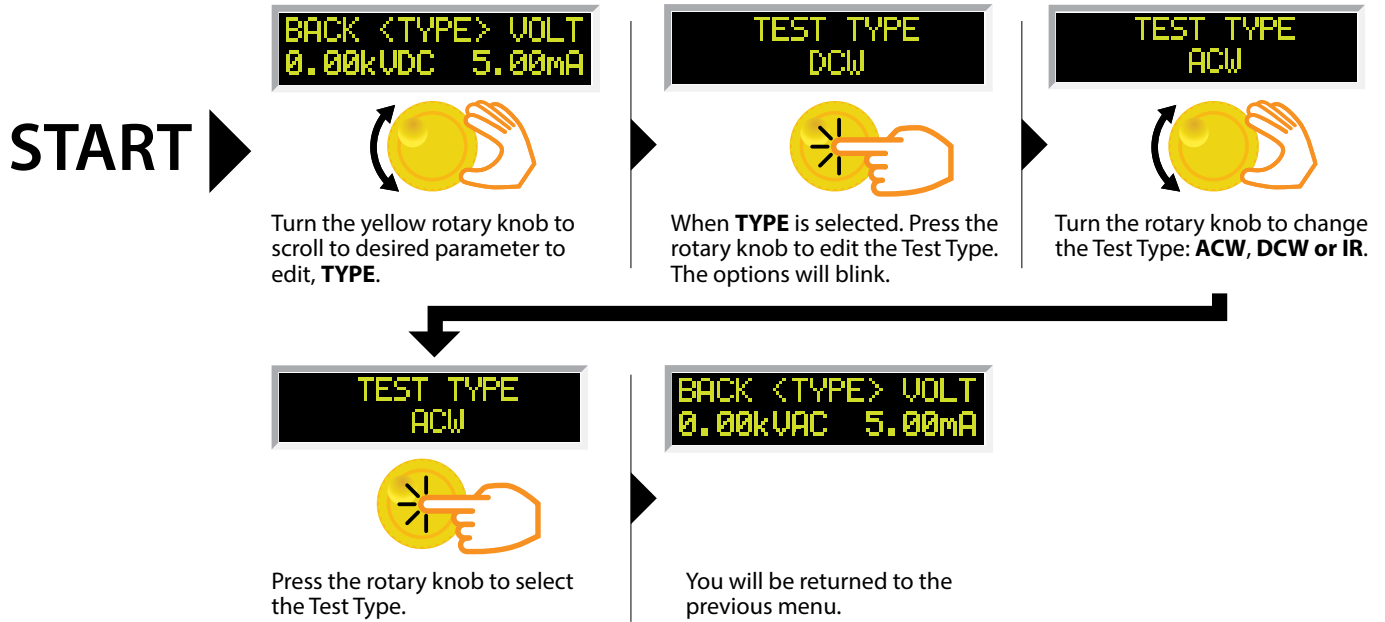 START
BACK <TYPE> VOLT
0.00kVDC 5.00mA
Turn the yellow rotary knob to
scroll to desired parameter to
edit, TYPE.
TEST TYPE
DCW
When TYPE is selected. Press the
rotary knob to edit the Test Type.
The options will blink.
TEST TYPE
ACW
Turn the rotary knob to change
the Test Type: ACW, DCW or IR.
TEST TYPE
ACW
Press the rotary knob to select
the Test Type.
BACK <TYPE> VOLT
0.00kVAC 5.00mA
You will be returned to the
previous menu.